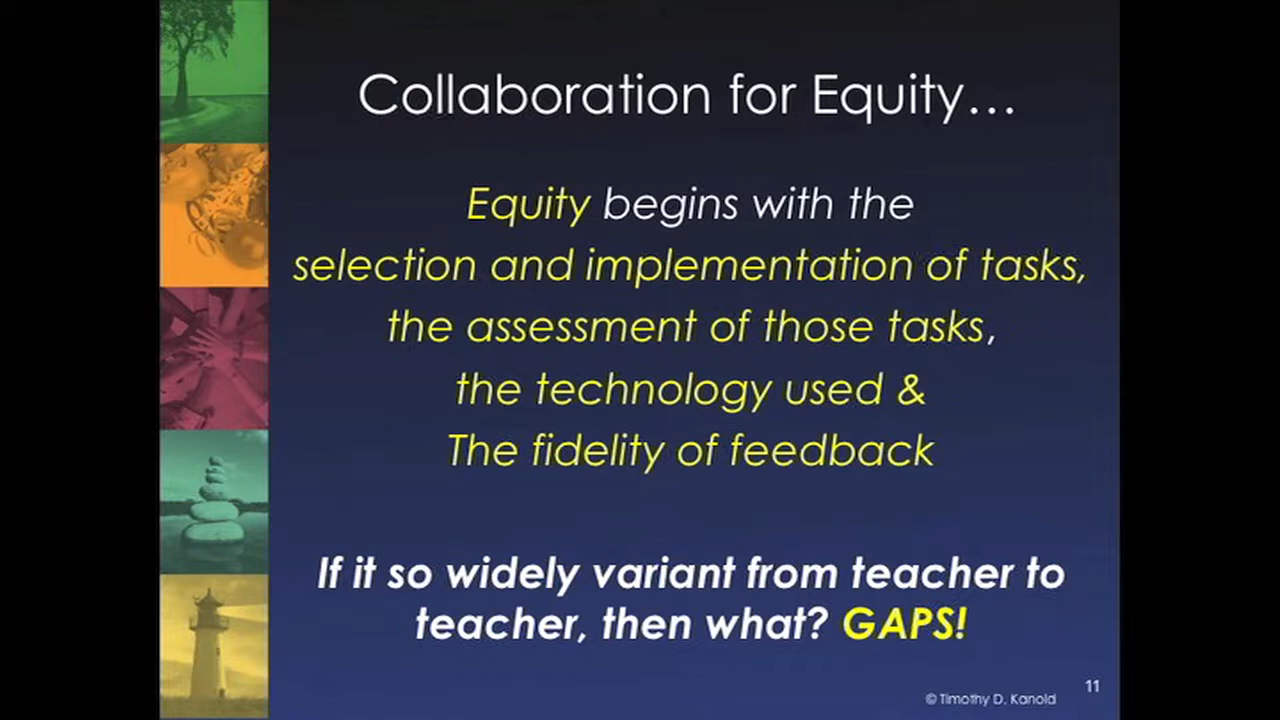 Collaboration for Equity…
Equity begins with the
selection and implementation of tasks,
the assessment of those tasks,
the technology used &
The fidelity of feedback
If it so widely variant from teacher to
teacher, then what? GAPS!
11
© Timothy D. Kanold